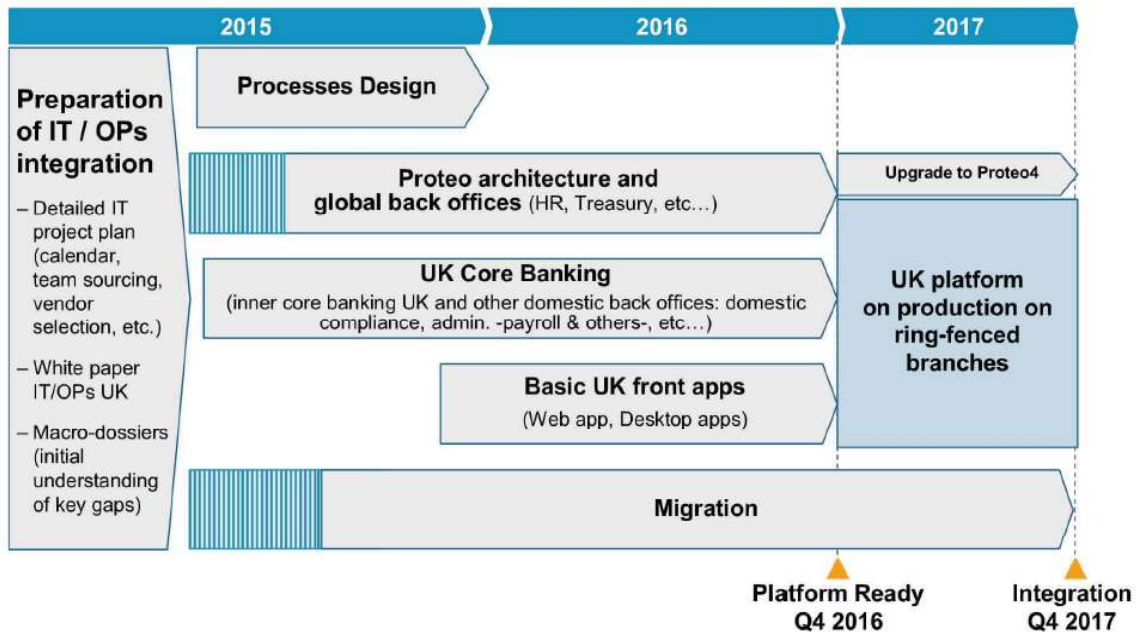 2015
2016
2017
Preparation
of IT / OPs
integration
– Detailed IT
project plan
(calendar,
team sourcing,
vendor
selection, etc.)
– White paper
IT/OPs UK
– Macro-dossiers
(initial
understanding
of key gaps)
Processes Design
Proteo architecture and
global back offices (HR, Treasury, etc…)
Upgrade to Proteo4
UK Core Banking
(inner core banking UK and other domestic back offices: domestic
compliance, admin. -payroll & others-, etc…)
UK platform
on production on
ring-fenced
branches
Basic UK front apps
(Web app, Desktop apps)
Migration
Platform Ready
Q4 2016
Integration
Q4 2017